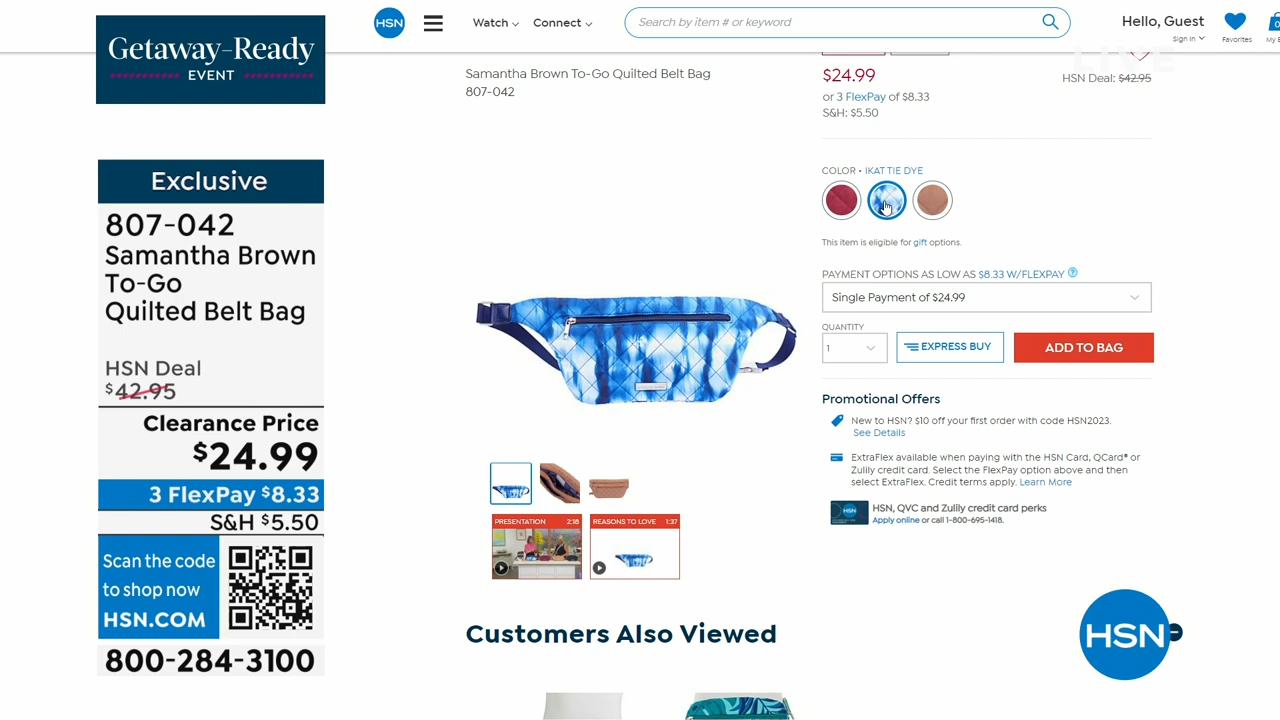 Getaway-Ready
EVENT
Exclusive
807-042
Samantha Brown
To-Go
Quilted Belt Bag
HSN Deal
$42.95
Clearance Price
$24.99
3 FlexPay $8.33
S&H $5.50
Scan the code
to shop now
HSN.COM
800-284-3100
HSN
Watch
Connect
Search by item # or keyword
Hello, Guest
Sign In
Favorites
0
LIVE
Samantha Brown To-Go Quilted Belt Bag
807-042
$24.99
HSN Deal: $42.95
or 3 FlexPay of $8.33
S&H: $5.50
COLOR • IKAT TIE DYE
This item is eligible for gift options.
PAYMENT OPTIONS AS LOW AS $8.33 W/FLEXPAY ?
Single Payment of $24.99
QUANTITY
1
EXPRESS BUY
ADD TO BAG
Promotional Offers
New to HSN? $10 off your first order with code HSN2023.
See Details
ExtraFlex available when paying with the HSN Card, QCard® or
Zulily credit card. Select the FlexPay option above and then
select ExtraFlex. Credit terms apply. Learn More
HSN, QVC and Zulily credit card perks
Apply online or call 1-800-695-1418.
PRESENTATION 2:18
REASONS TO LOVE 1:37
Customers Also Viewed
HSN